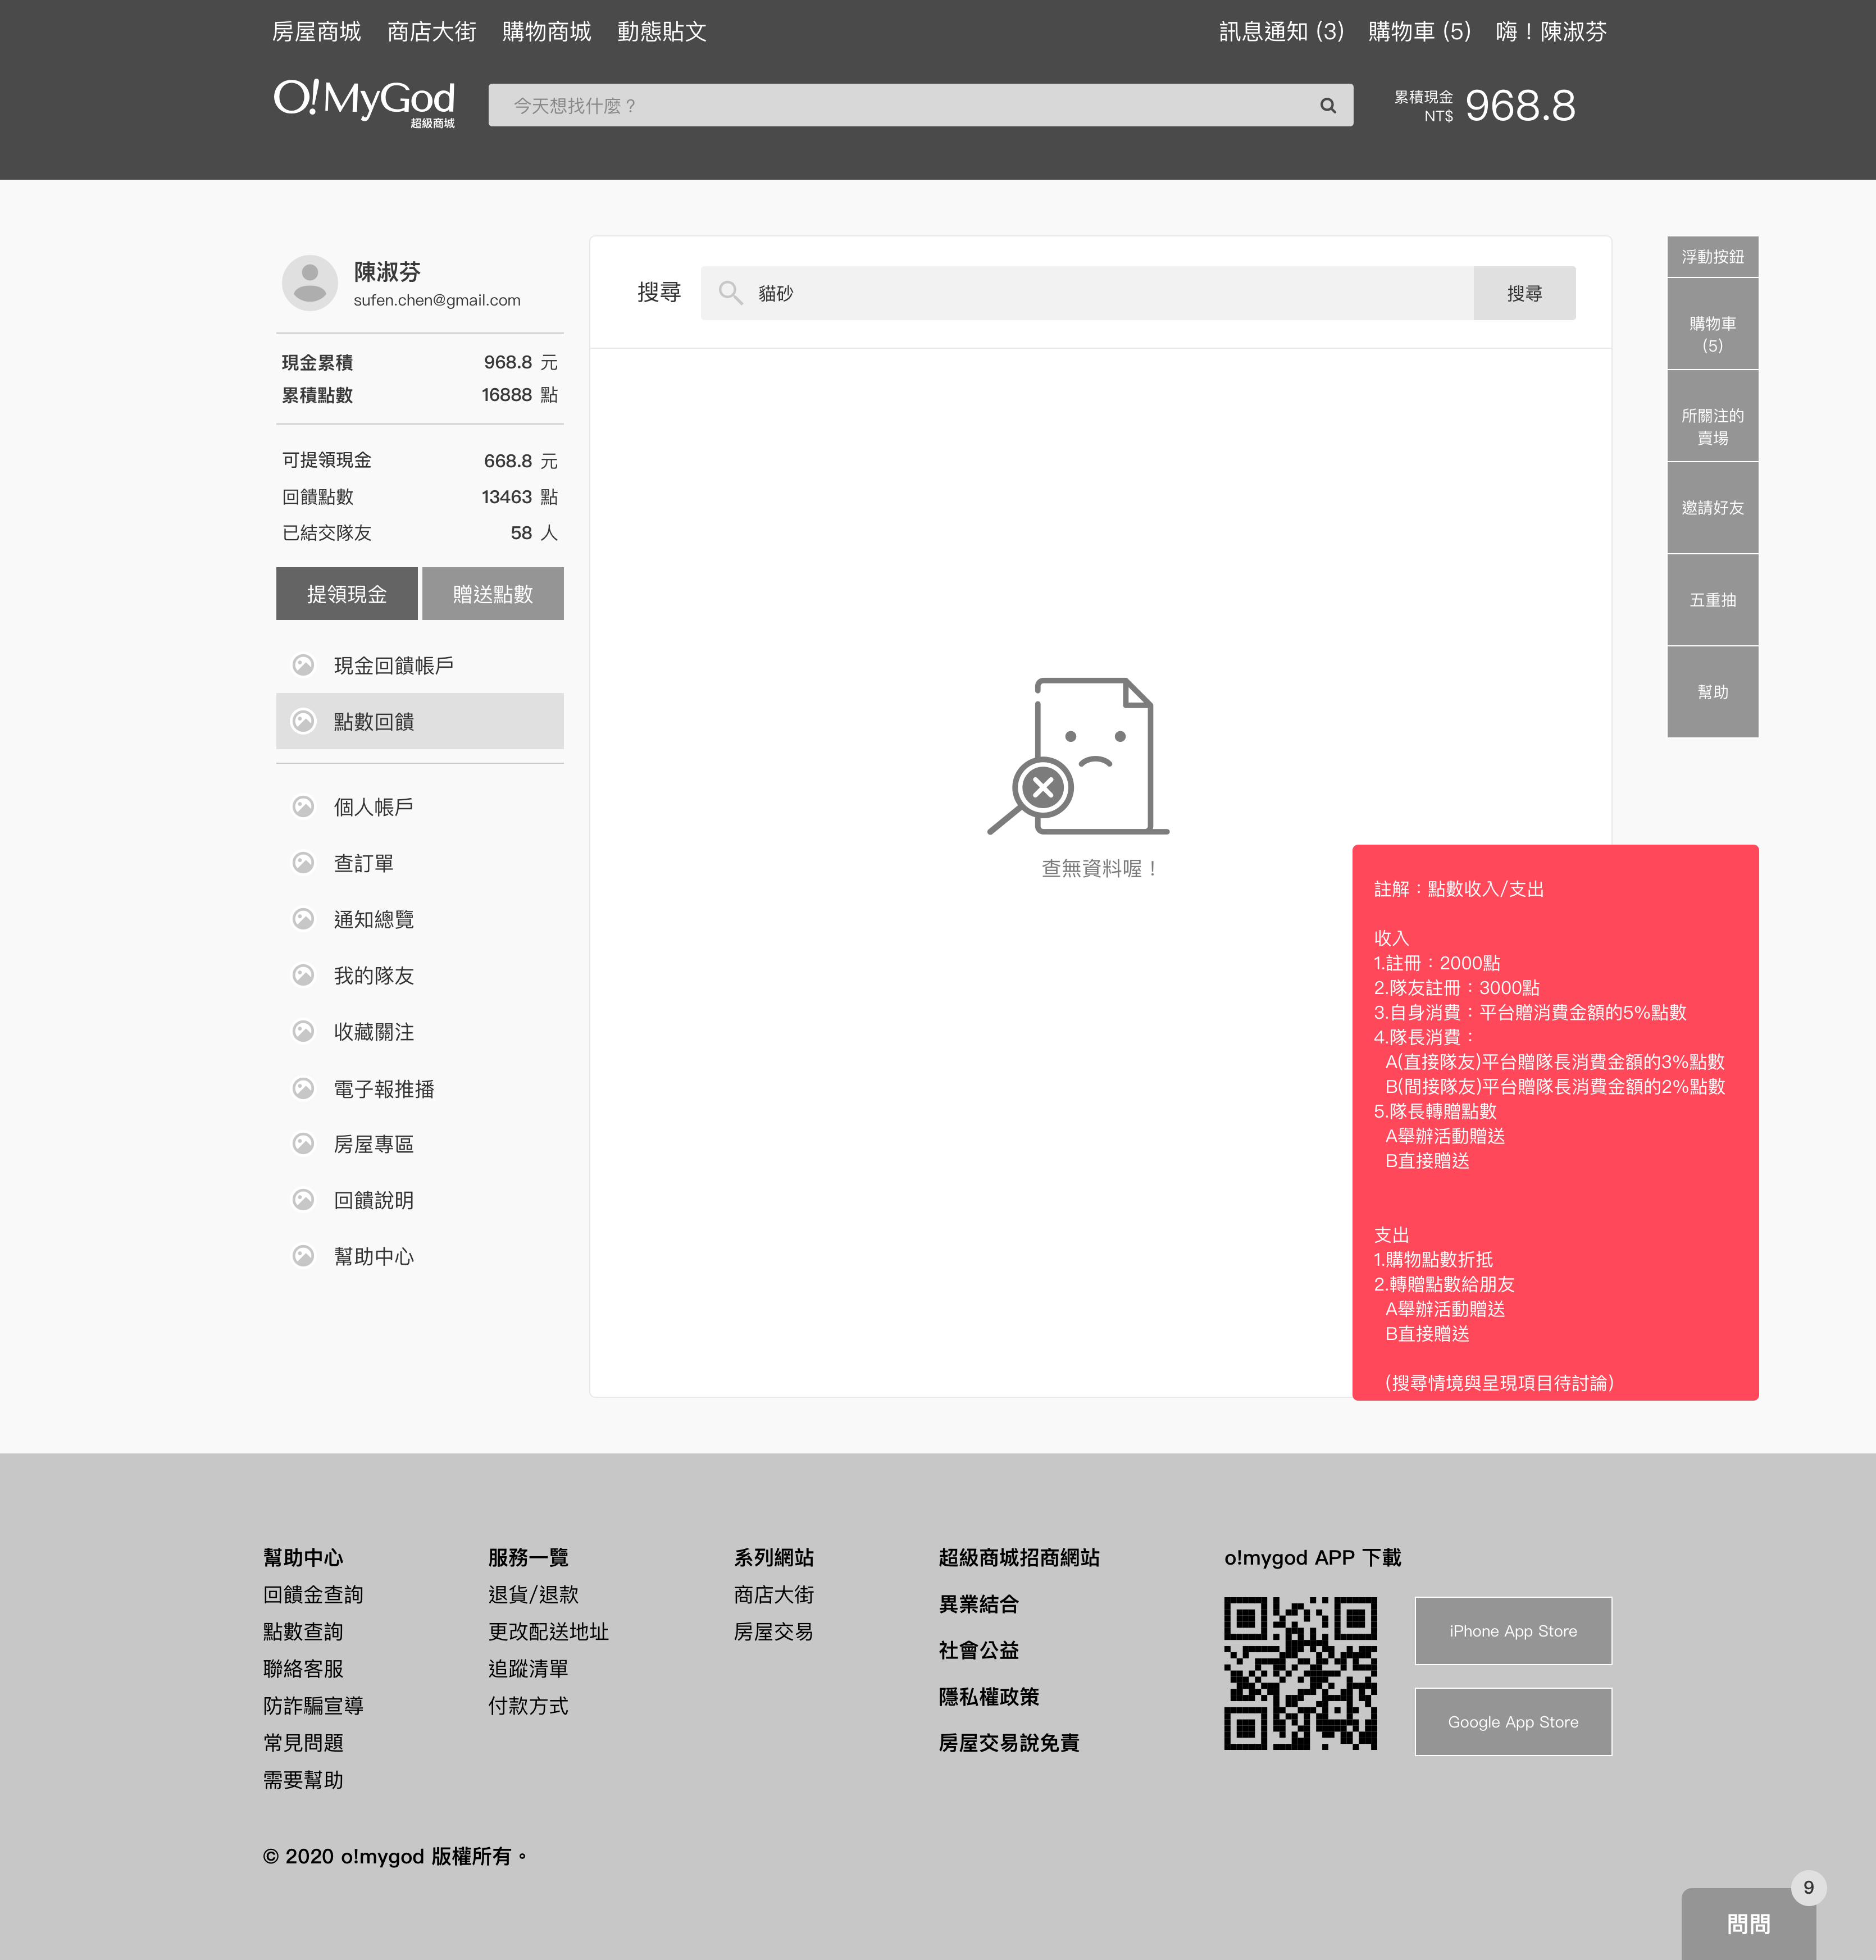 房屋商城 商店大街 購物商城 動態貼文 訊息通知 (3) 購物車 (5) 嗨！陳淑芬
O!MyGod
超級商城
今天想找什麼？
累積現金
NT$
968.8
陳淑芬
sufen.chen@gmail.com
現金累積 968.8 元
累積點數 16888 點
可提領現金 668.8 元
回饋點數 13463 點
已結交隊友 58 人
提領現金 贈送點數
現金回饋帳戶
點數回饋
個人帳戶
查訂單
通知總覽
我的隊友
收藏關注
電子報推播
房屋專區
回饋說明
幫助中心
搜尋 貓砂 搜尋
查無資料喔！
浮動按鈕
購物車
(5)
所關注的
賣場
邀請好友
五重抽
幫助
註解：點數收入/支出
收入
1.註冊：2000點
2.隊友註冊：3000點
3.自身消費：平台贈消費金額的5%點數
4.隊長消費：
A(直接隊友)平台贈隊長消費金額的3%點數
B(間接隊友)平台贈隊長消費金額的2%點數
5.隊長轉贈點數
A舉辦活動贈送
B直接贈送
支出
1.購物點數折抵
2.轉贈點數給朋友
A舉辦活動贈送
B直接贈送
（搜尋情境與呈現項目待討論）
幫助中心
回饋金查詢
點數查詢
聯絡客服
防詐騙宣導
常見問題
需要幫助
服務一覽
退貨/退款
更改配送地址
追蹤清單
付款方式
系列網站
商店大街
房屋交易
超級商城招商網站
異業結合
社會公益
隱私權政策
房屋交易說免責
o!mygod APP 下載
iPhone App Store
Google App Store
© 2020 o!mygod 版權所有。
9
問問